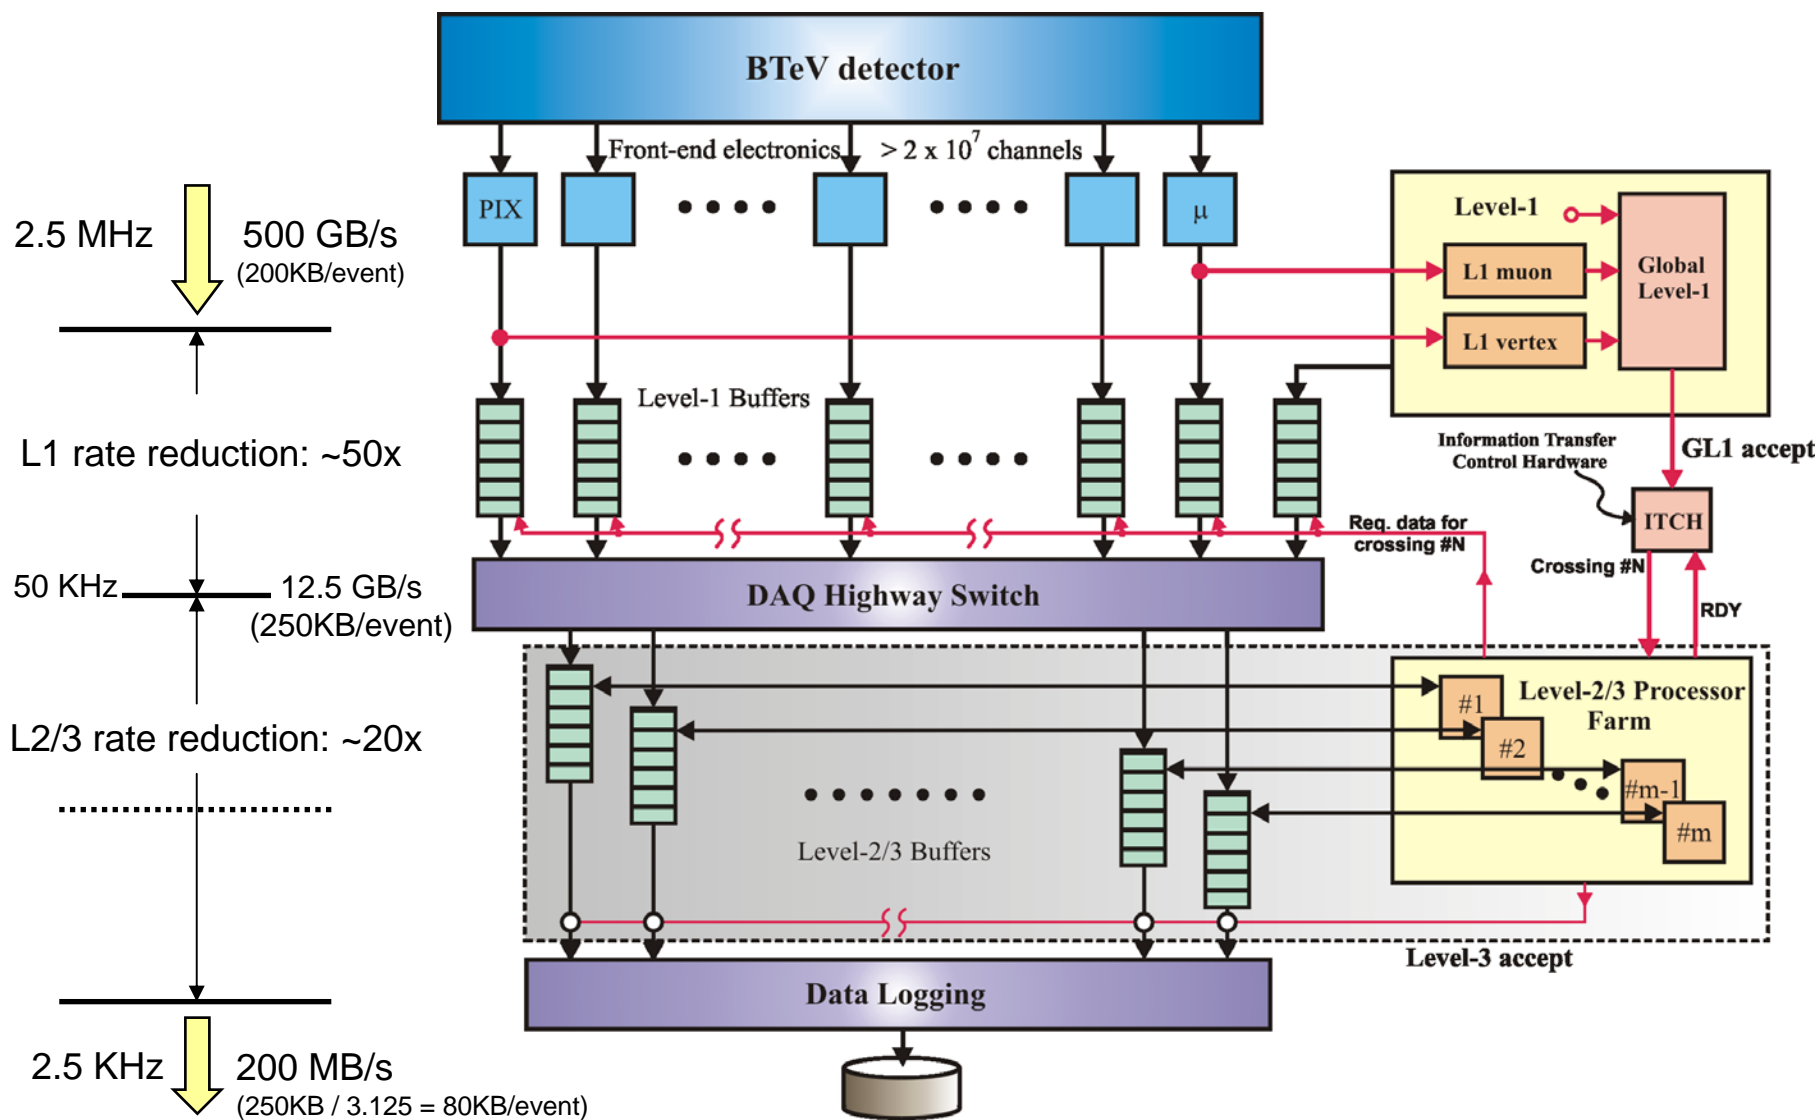 BTeV detector
Front-end electronics > 2 x 10^7 channels
PIX
μ
2.5 MHz
500 GB/s
(200KB/event)
Level-1
L1 muon
L1 vertex
Global
Level-1
Level-1 Buffers
L1 rate reduction: ~50x
Information Transfer
Control Hardware
GL1 accept
ITCH
Req. data for
crossing #N
Crossing #N
RDY
50 KHz
12.5 GB/s
(250KB/event)
DAQ Highway Switch
L2/3 rate reduction: ~20x
Level-2/3 Processor
Farm
#1
#2
#m-1
#m
Level-2/3 Buffers
Level-3 accept
Data Logging
2.5 KHz
200 MB/s
(250KB / 3.125 = 80KB/event)